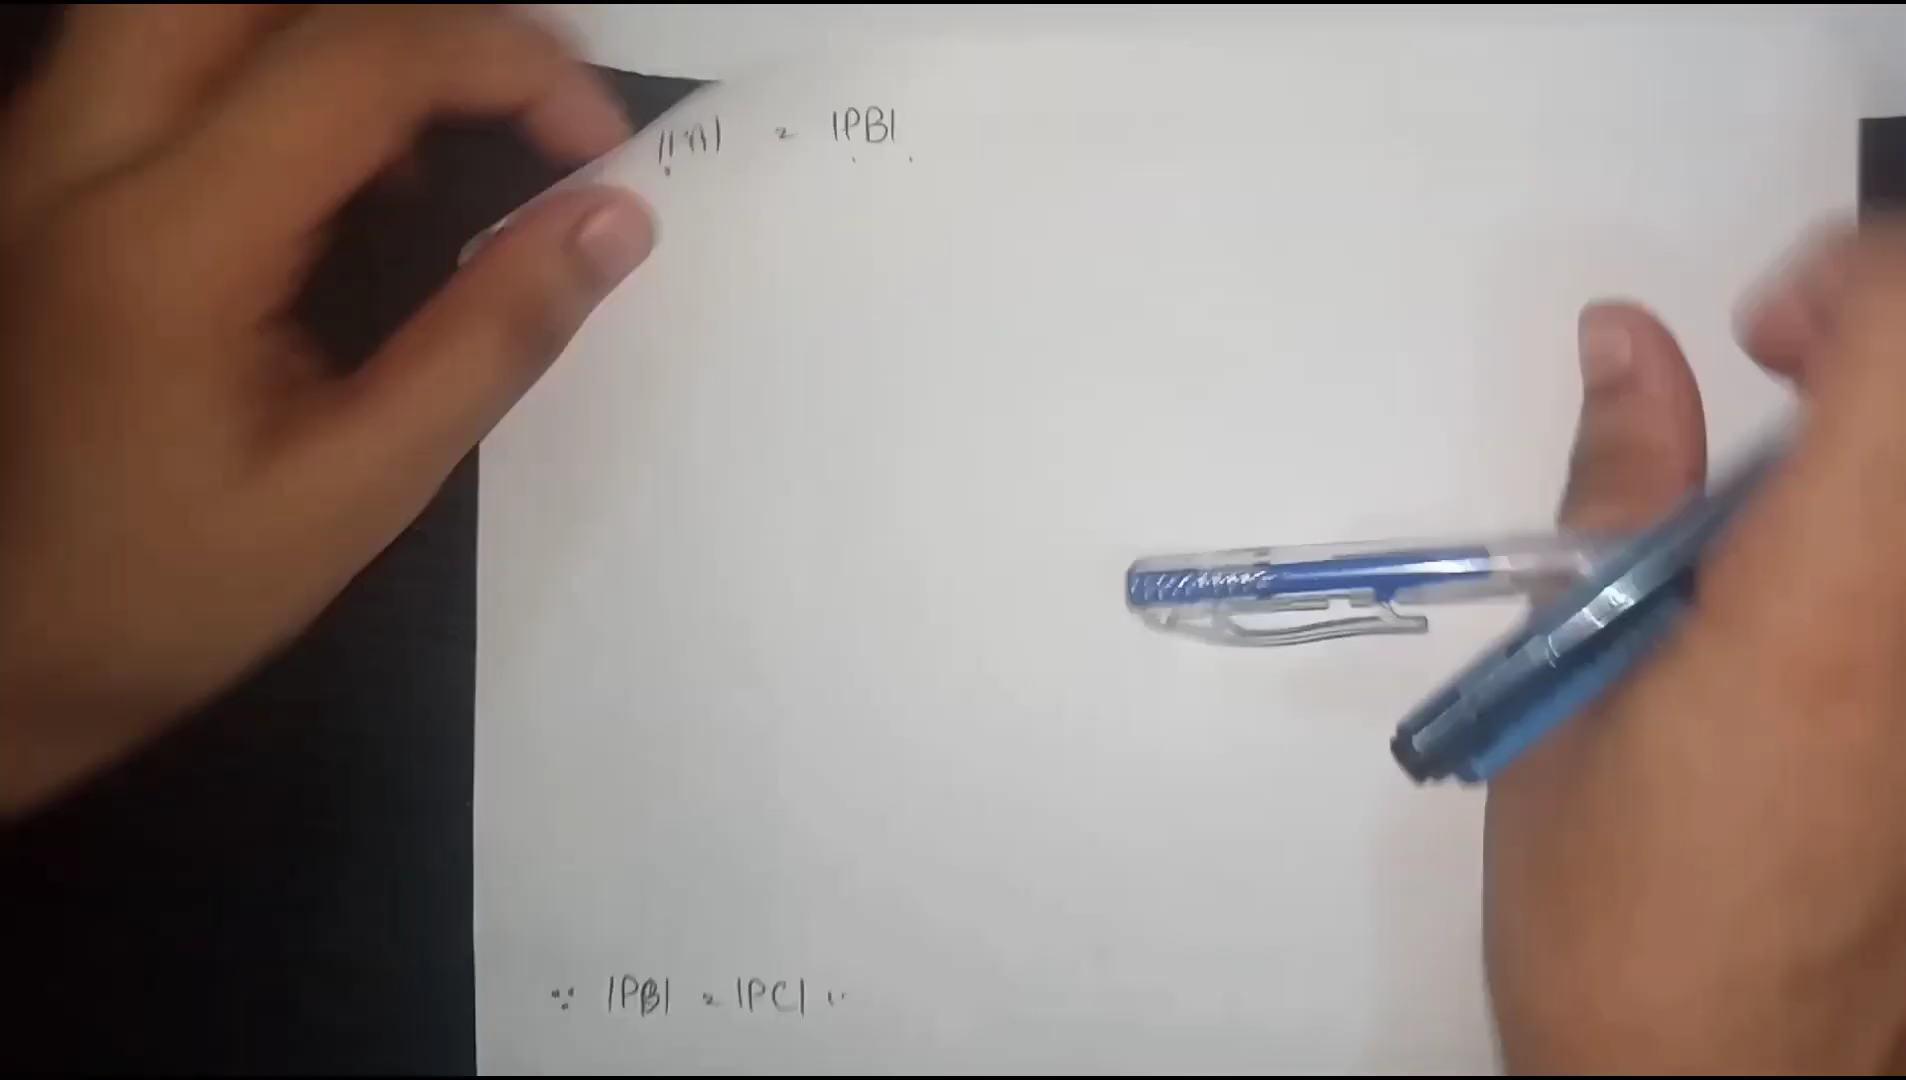 = |PB|
∵ |PB| = |PC|